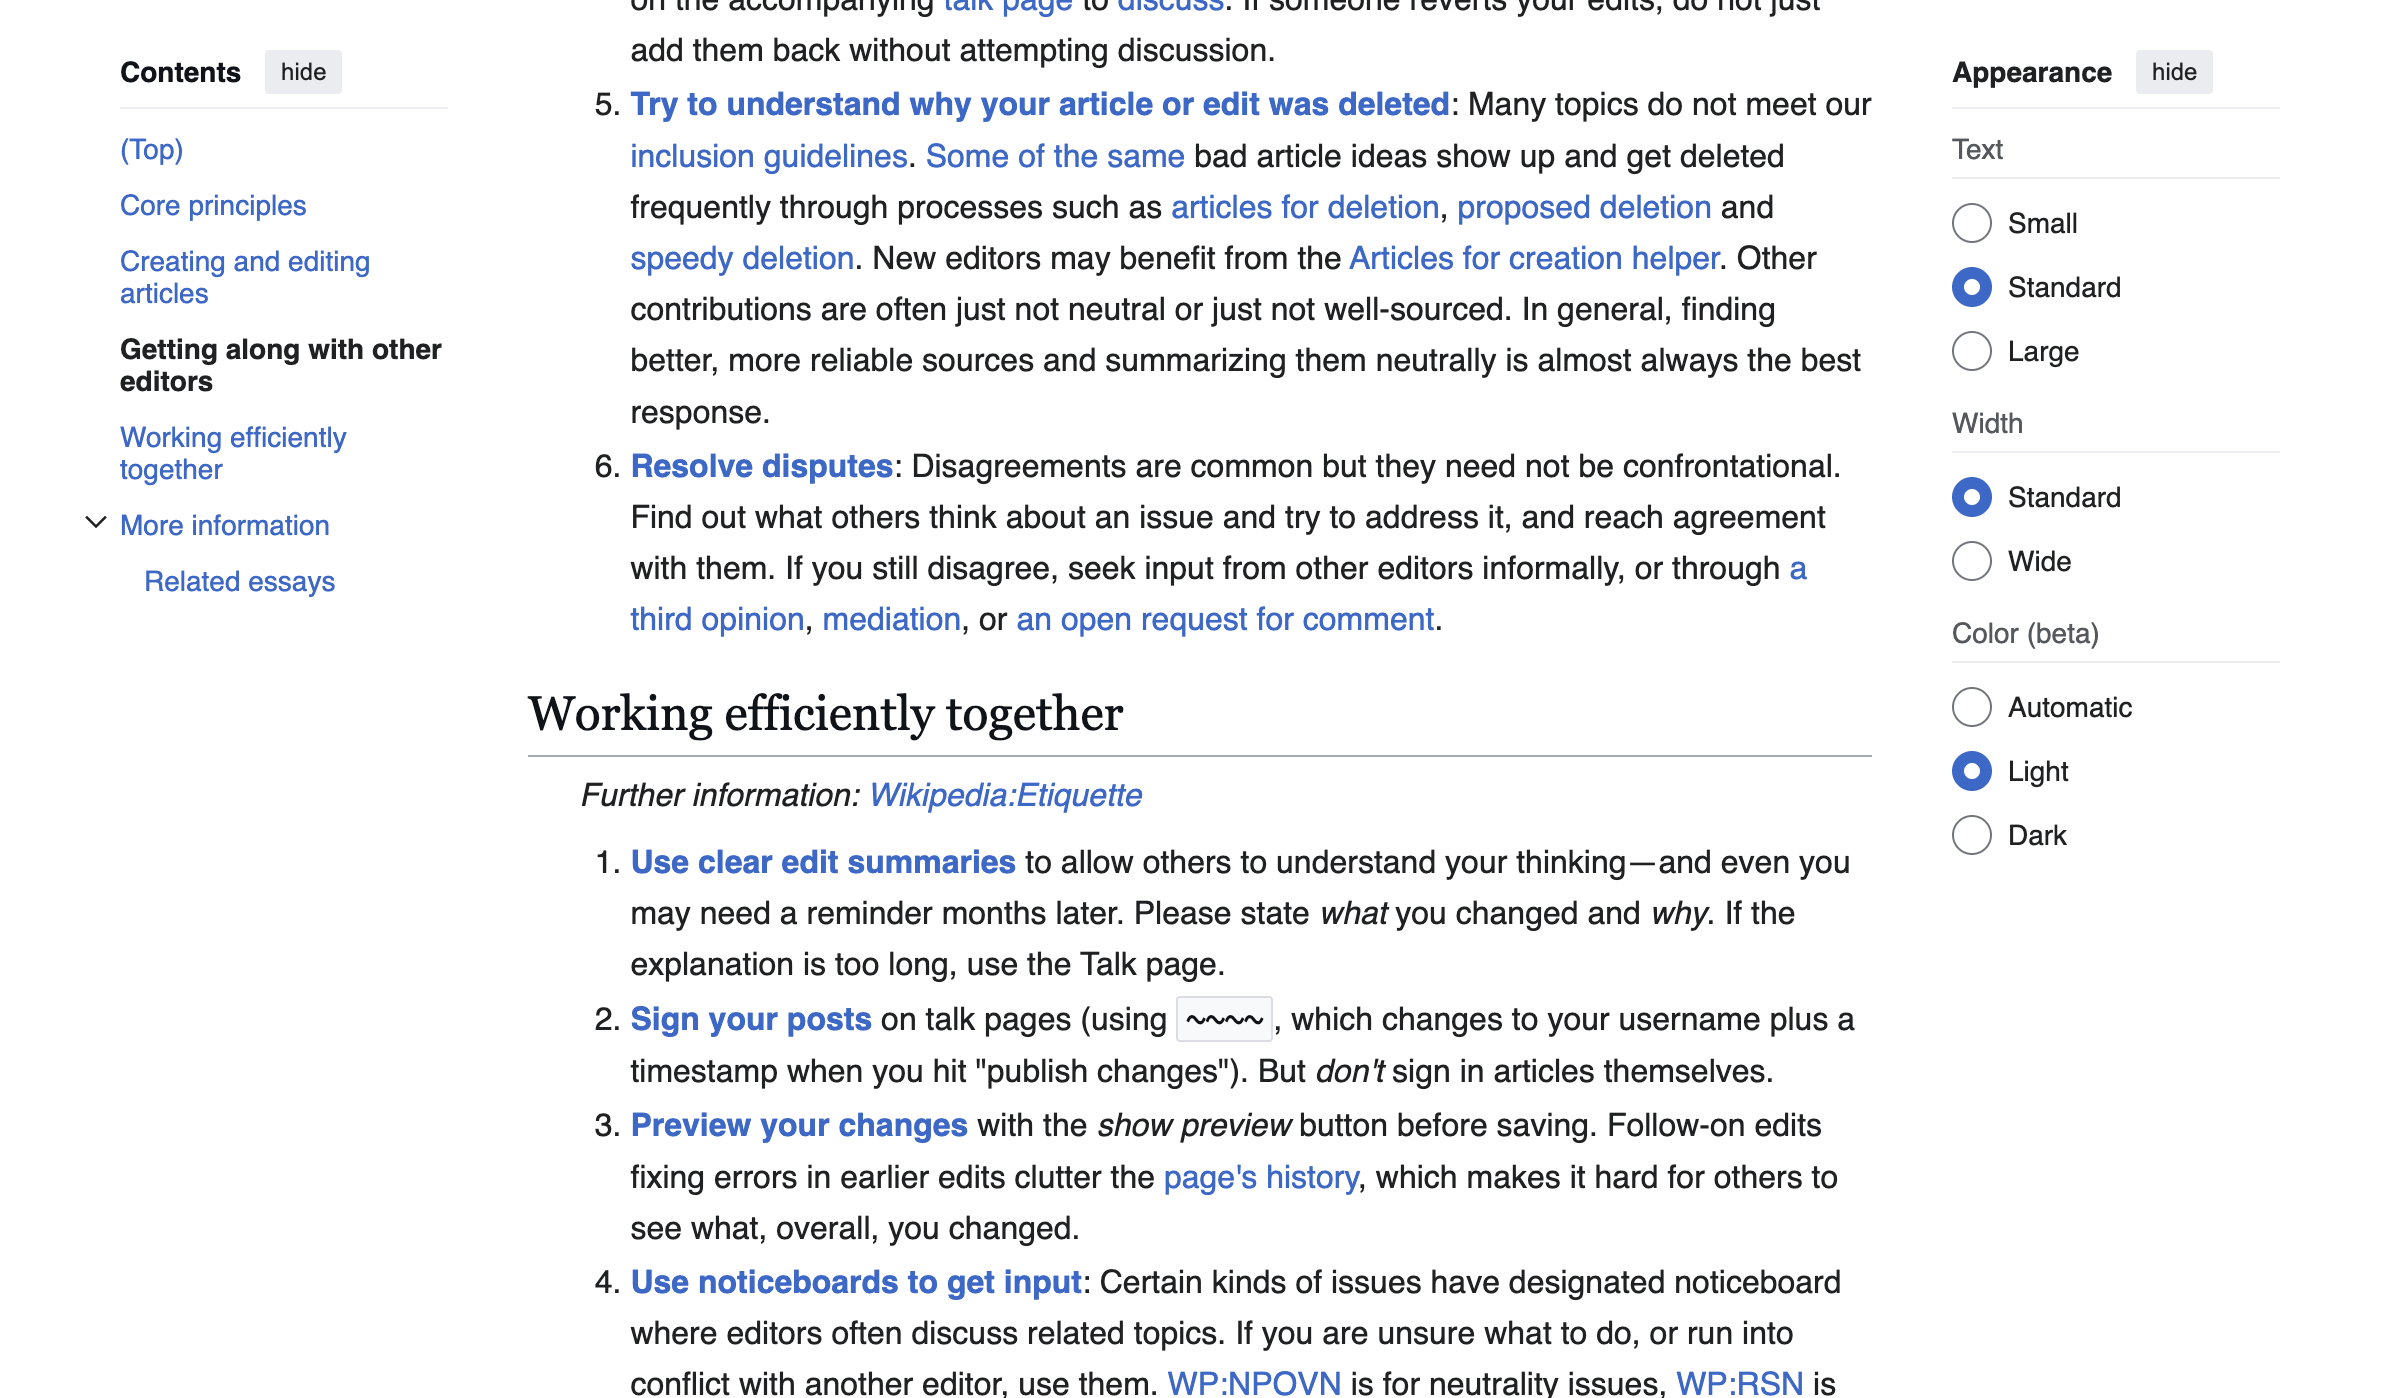 Contents hide
(Top)
Core principles
Creating and editing
articles
Getting along with other
editors
Working efficiently
together
More information
Related essays
on the accompanying talk page to discuss. If someone reverts your edits, do not just
add them back without attempting discussion.
5. Try to understand why your article or edit was deleted: Many topics do not meet our
inclusion guidelines. Some of the same bad article ideas show up and get deleted
frequently through processes such as articles for deletion, proposed deletion and
speedy deletion. New editors may benefit from the Articles for creation helper. Other
contributions are often just not neutral or just not well-sourced. In general, finding
better, more reliable sources and summarizing them neutrally is almost always the best
response.
6. Resolve disputes: Disagreements are common but they need not be confrontational.
Find out what others think about an issue and try to address it, and reach agreement
with them. If you still disagree, seek input from other editors informally, or through a
third opinion, mediation, or an open request for comment.
Working efficiently together
Further information: Wikipedia:Etiquette
1. Use clear edit summaries to allow others to understand your thinking—and even you
may need a reminder months later. Please state what you changed and why. If the
explanation is too long, use the Talk page.
2. Sign your posts on talk pages (using ~~~~, which changes to your username plus a
timestamp when you hit "publish changes"). But don't sign in articles themselves.
3. Preview your changes with the show preview button before saving. Follow-on edits
fixing errors in earlier edits clutter the page's history, which makes it hard for others to
see what, overall, you changed.
4. Use noticeboards to get input: Certain kinds of issues have designated noticeboard
where editors often discuss related topics. If you are unsure what to do, or run into
conflict with another editor, use them. WP:NPOVN is for neutrality issues, WP:RSN is
Appearance hide
Text
Small
Standard
Large
Width
Standard
Wide
Color (beta)
Automatic
Light
Dark